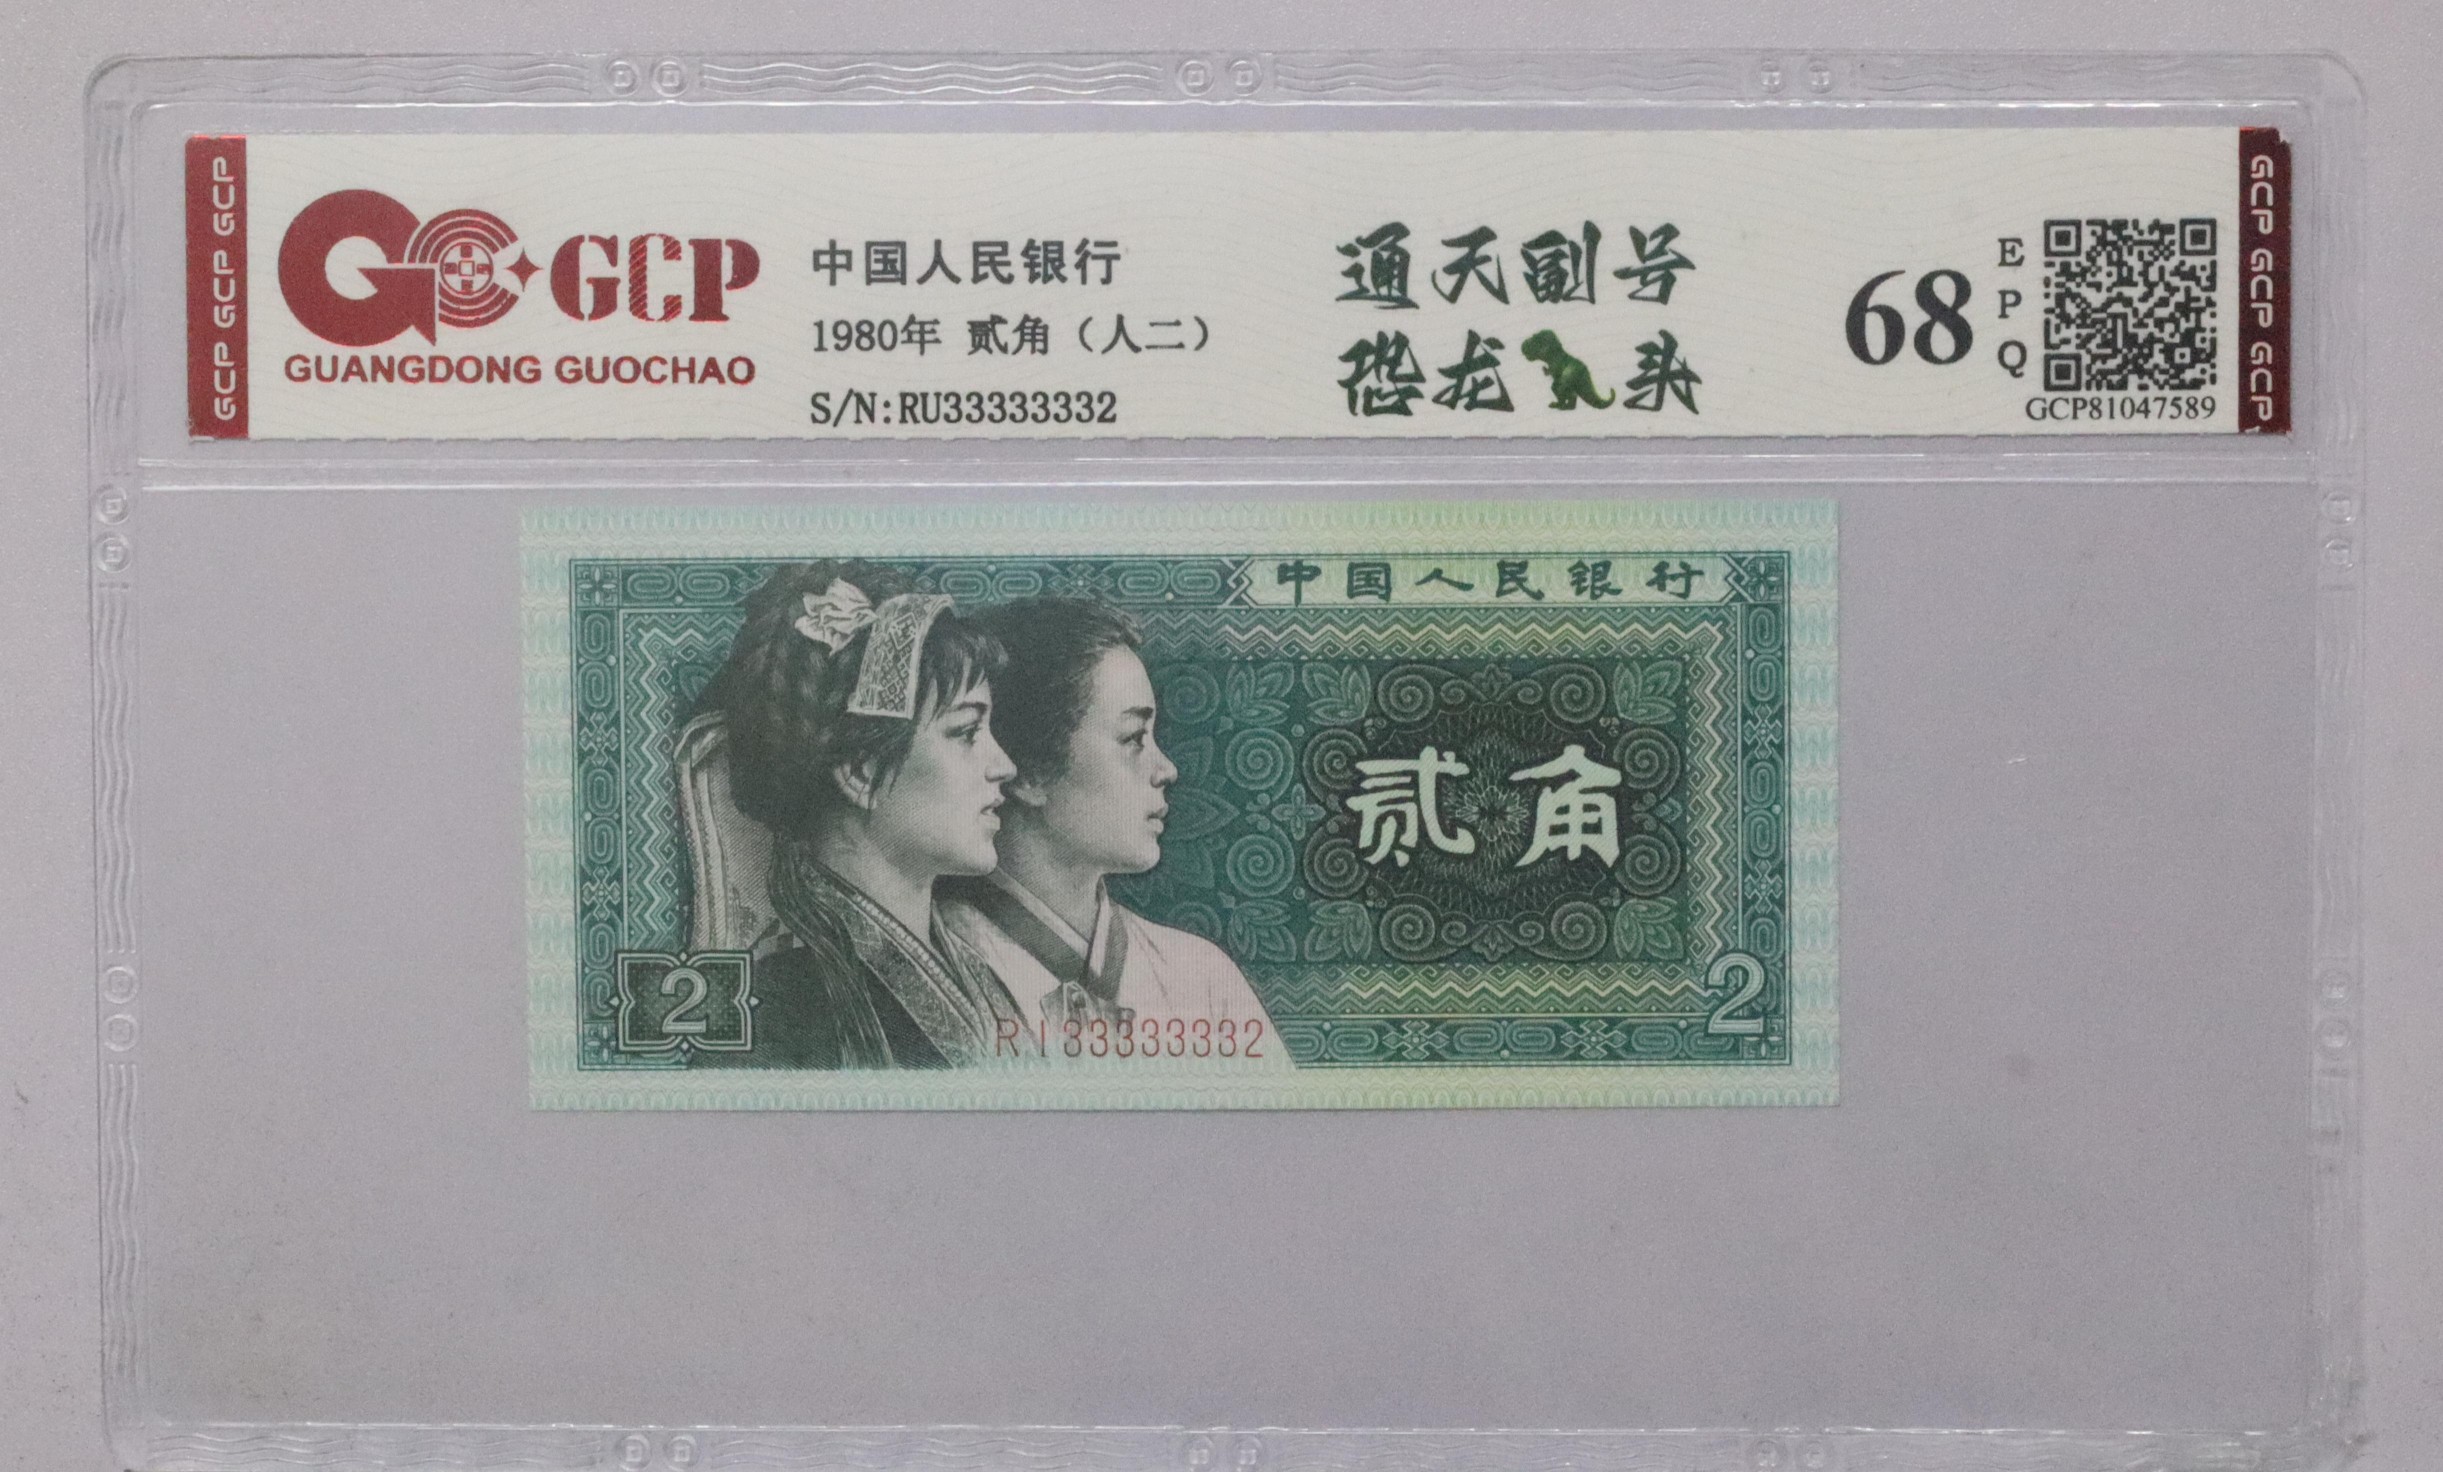 GCP GCP GCP
GCP
GUANGDONG GUOCHAO
中国人民银行
1980年 贰角（人二）
S/N:RU33333332
通天副号
恐龙头
68
E
P
Q
GCP81047589
GCP GCP GCP
中国人民银行
贰角
2
2
33333332